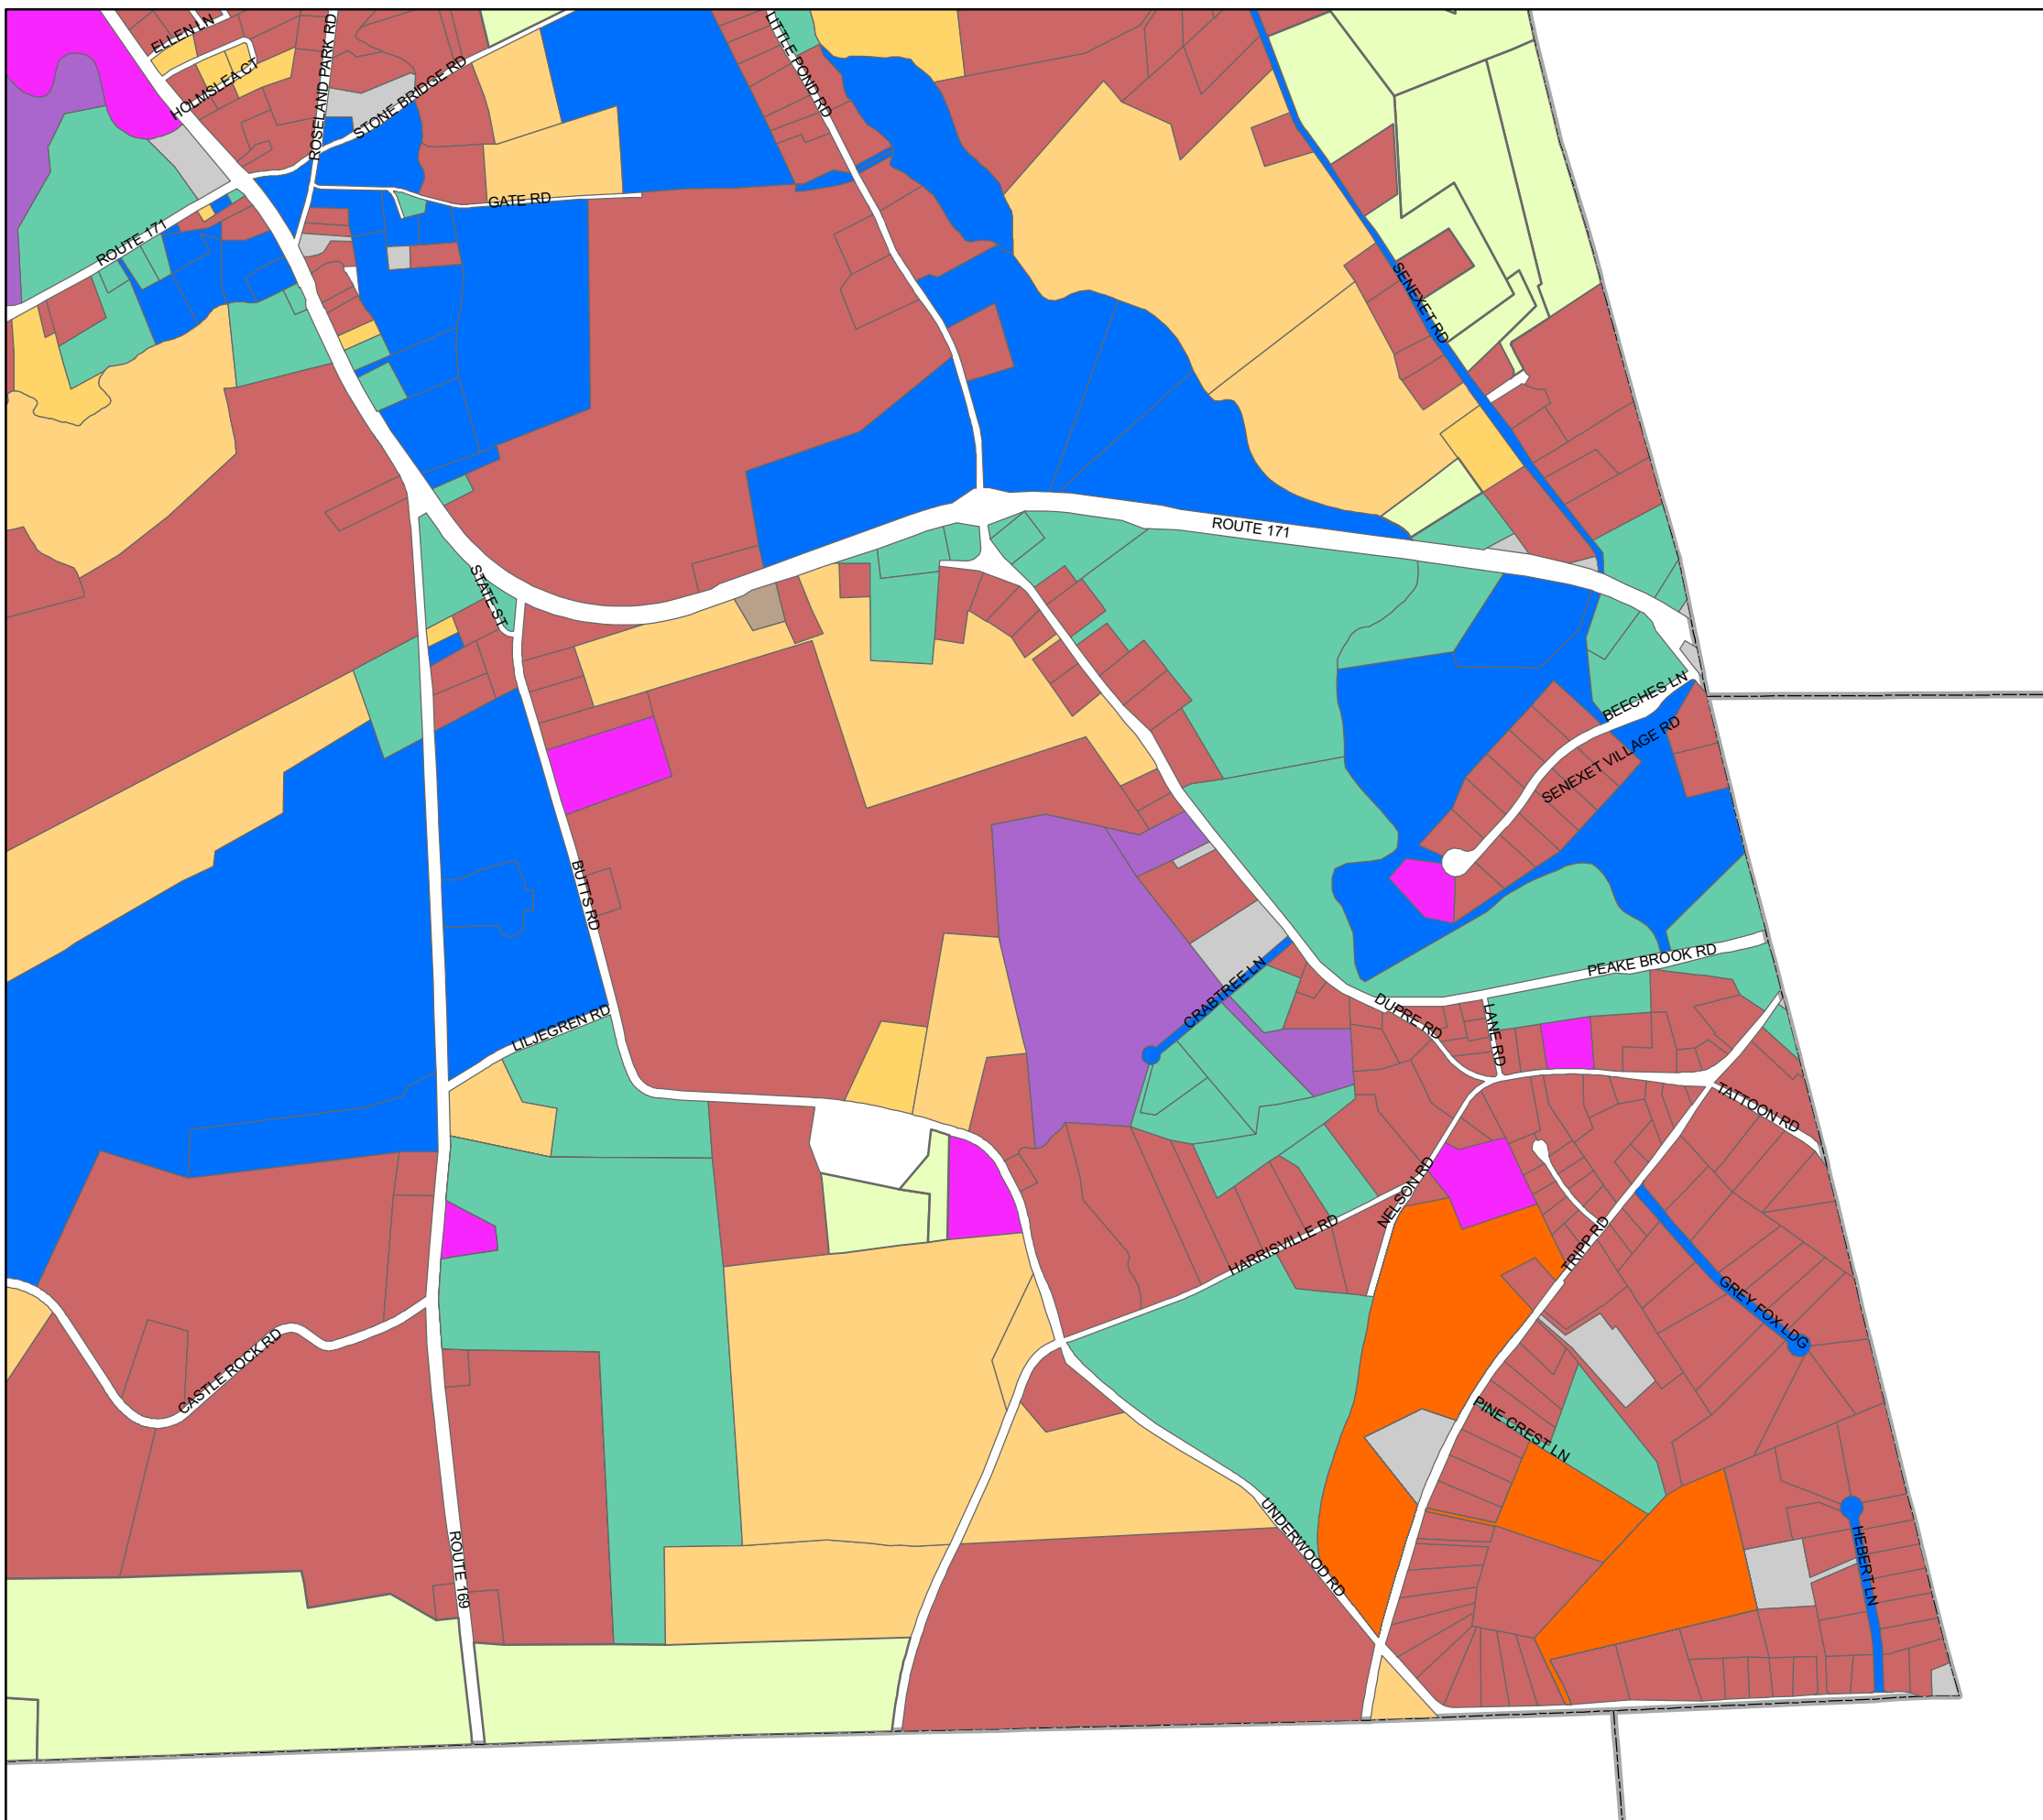 ELLEN LN
HOLMSLEA CT
ROSELAND PARK RD
STONE BRIDGE RD
LITTLE POND RD
GATE RD
ROUTE 171
SENEXET RD
ROUTE 171
STATE ST
BEECHES LN
SENEXET VILLAGE RD
BUTTS RD
PEAKE BROOK RD
CRABTREE LN
DUPRE RD
LANE RD
LILJEGREN RD
TATTOON RD
NELSON RD
HARRISVILLE RD
TRIPP RD
GREY FOX LDG
CASTLE ROCK RD
PINE CREST LN
UNDERWOOD RD
ROUTE 169
HEBERT LN